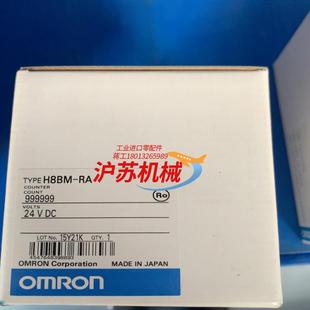 工业进口零配件
蒋工18013265989
TYPE H8BM-RA
沪苏机械
COUNTER
COUNT
999999
VOLTS
24 V DC
Ro
LOT No. 15Y21K QTY. 1
4547648398893
OMRON Corporation MADE IN JAPAN
OMRON